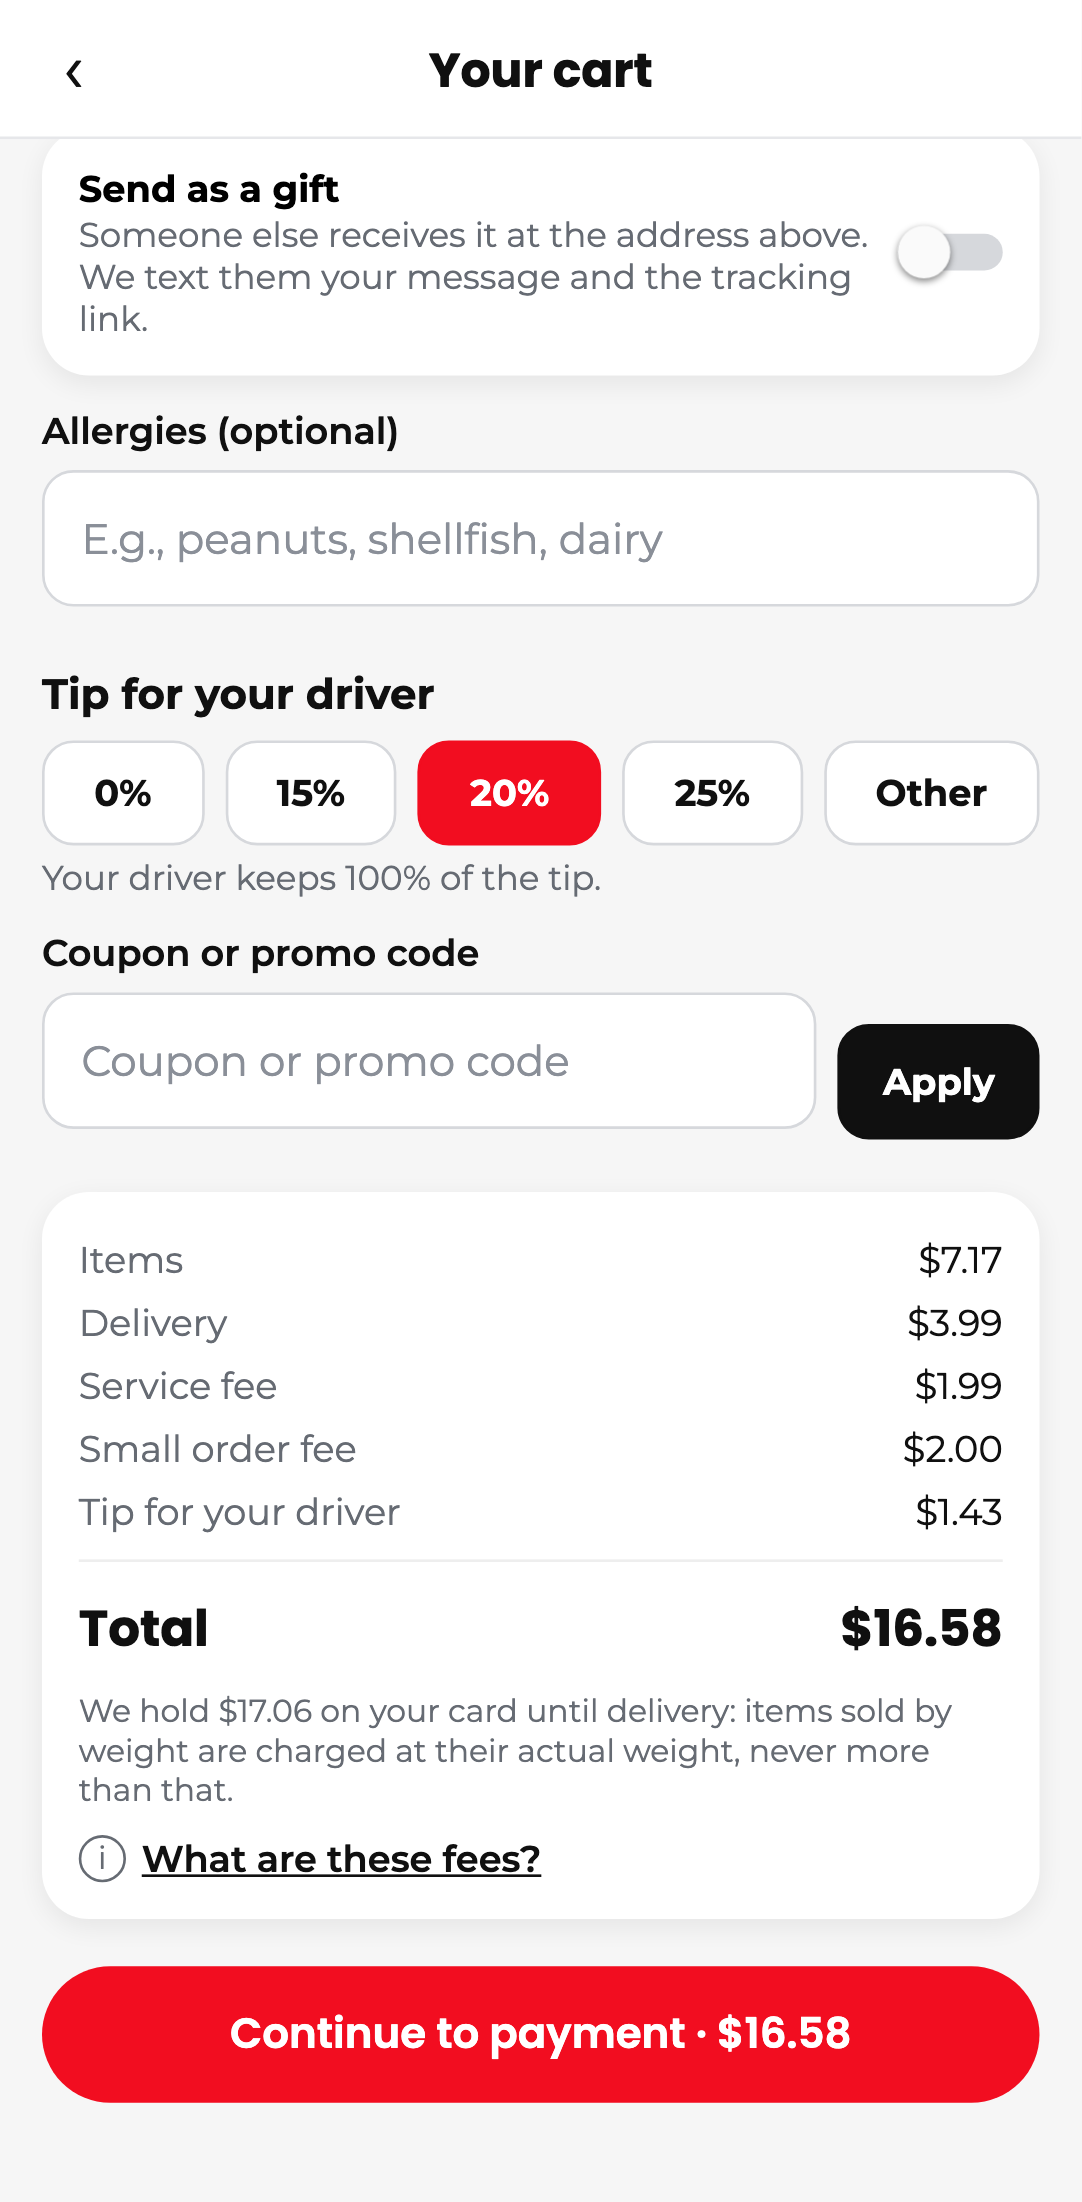 ‹
Your cart
Send as a gift
Someone else receives it at the address above.
We text them your message and the tracking
link.
Allergies (optional)
E.g., peanuts, shellfish, dairy
Tip for your driver
0% 15% 20% 25% Other
Your driver keeps 100% of the tip.
Coupon or promo code
Coupon or promo code
Apply
Items $7.17
Delivery $3.99
Service fee $1.99
Small order fee $2.00
Tip for your driver $1.43
Total $16.58
We hold $17.06 on your card until delivery: items sold by
weight are charged at their actual weight, never more
than that.
i What are these fees?
Continue to payment · $16.58